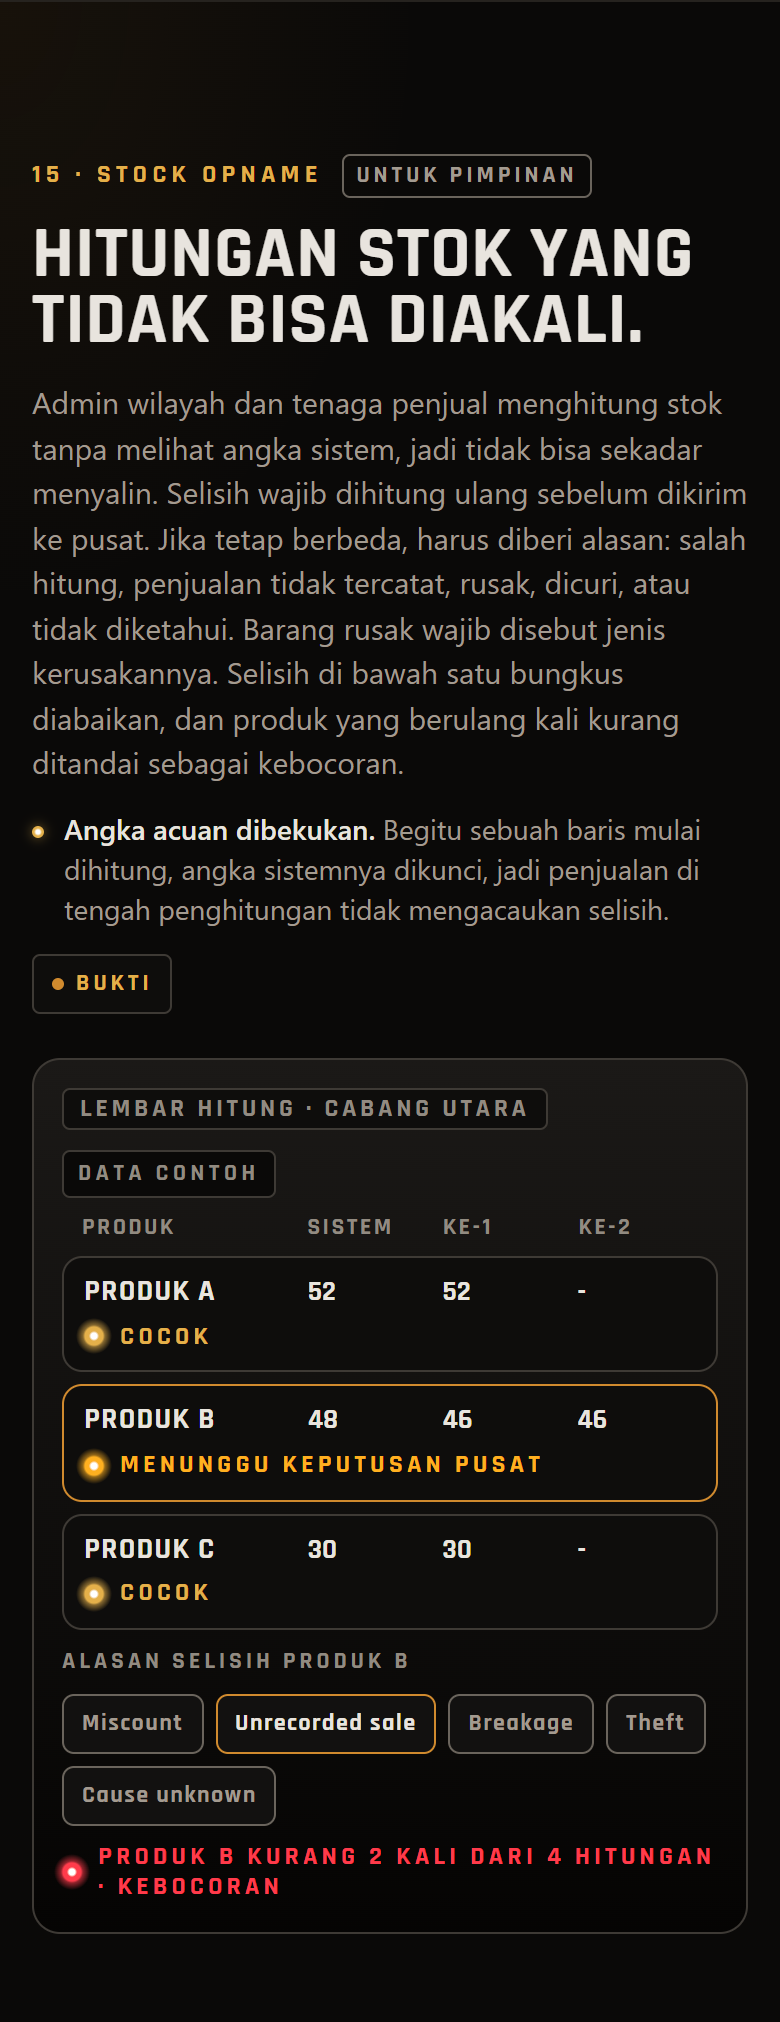 15 · STOCK OPNAME UNTUK PIMPINAN
HITUNGAN STOK YANG
TIDAK BISA DIAKALI.
Admin wilayah dan tenaga penjual menghitung stok
tanpa melihat angka sistem, jadi tidak bisa sekadar
menyalin. Selisih wajib dihitung ulang sebelum dikirim
ke pusat. Jika tetap berbeda, harus diberi alasan: salah
hitung, penjualan tidak tercatat, rusak, dicuri, atau
tidak diketahui. Barang rusak wajib disebut jenis
kerusakannya. Selisih di bawah satu bungkus
diabaikan, dan produk yang berulang kali kurang
ditandai sebagai kebocoran.
Angka acuan dibekukan. Begitu sebuah baris mulai
dihitung, angka sistemnya dikunci, jadi penjualan di
tengah penghitungan tidak mengacaukan selisih.
BUKTI
LEMBAR HITUNG · CABANG UTARA
DATA CONTOH
PRODUK SISTEM KE-1 KE-2
PRODUK A 52 52 -
COCOK
PRODUK B 48 46 46
MENUNGGU KEPUTUSAN PUSAT
PRODUK C 30 30 -
COCOK
ALASAN SELISIH PRODUK B
Miscount Unrecorded sale Breakage Theft
Cause unknown
PRODUK B KURANG 2 KALI DARI 4 HITUNGAN
· KEBOCORAN